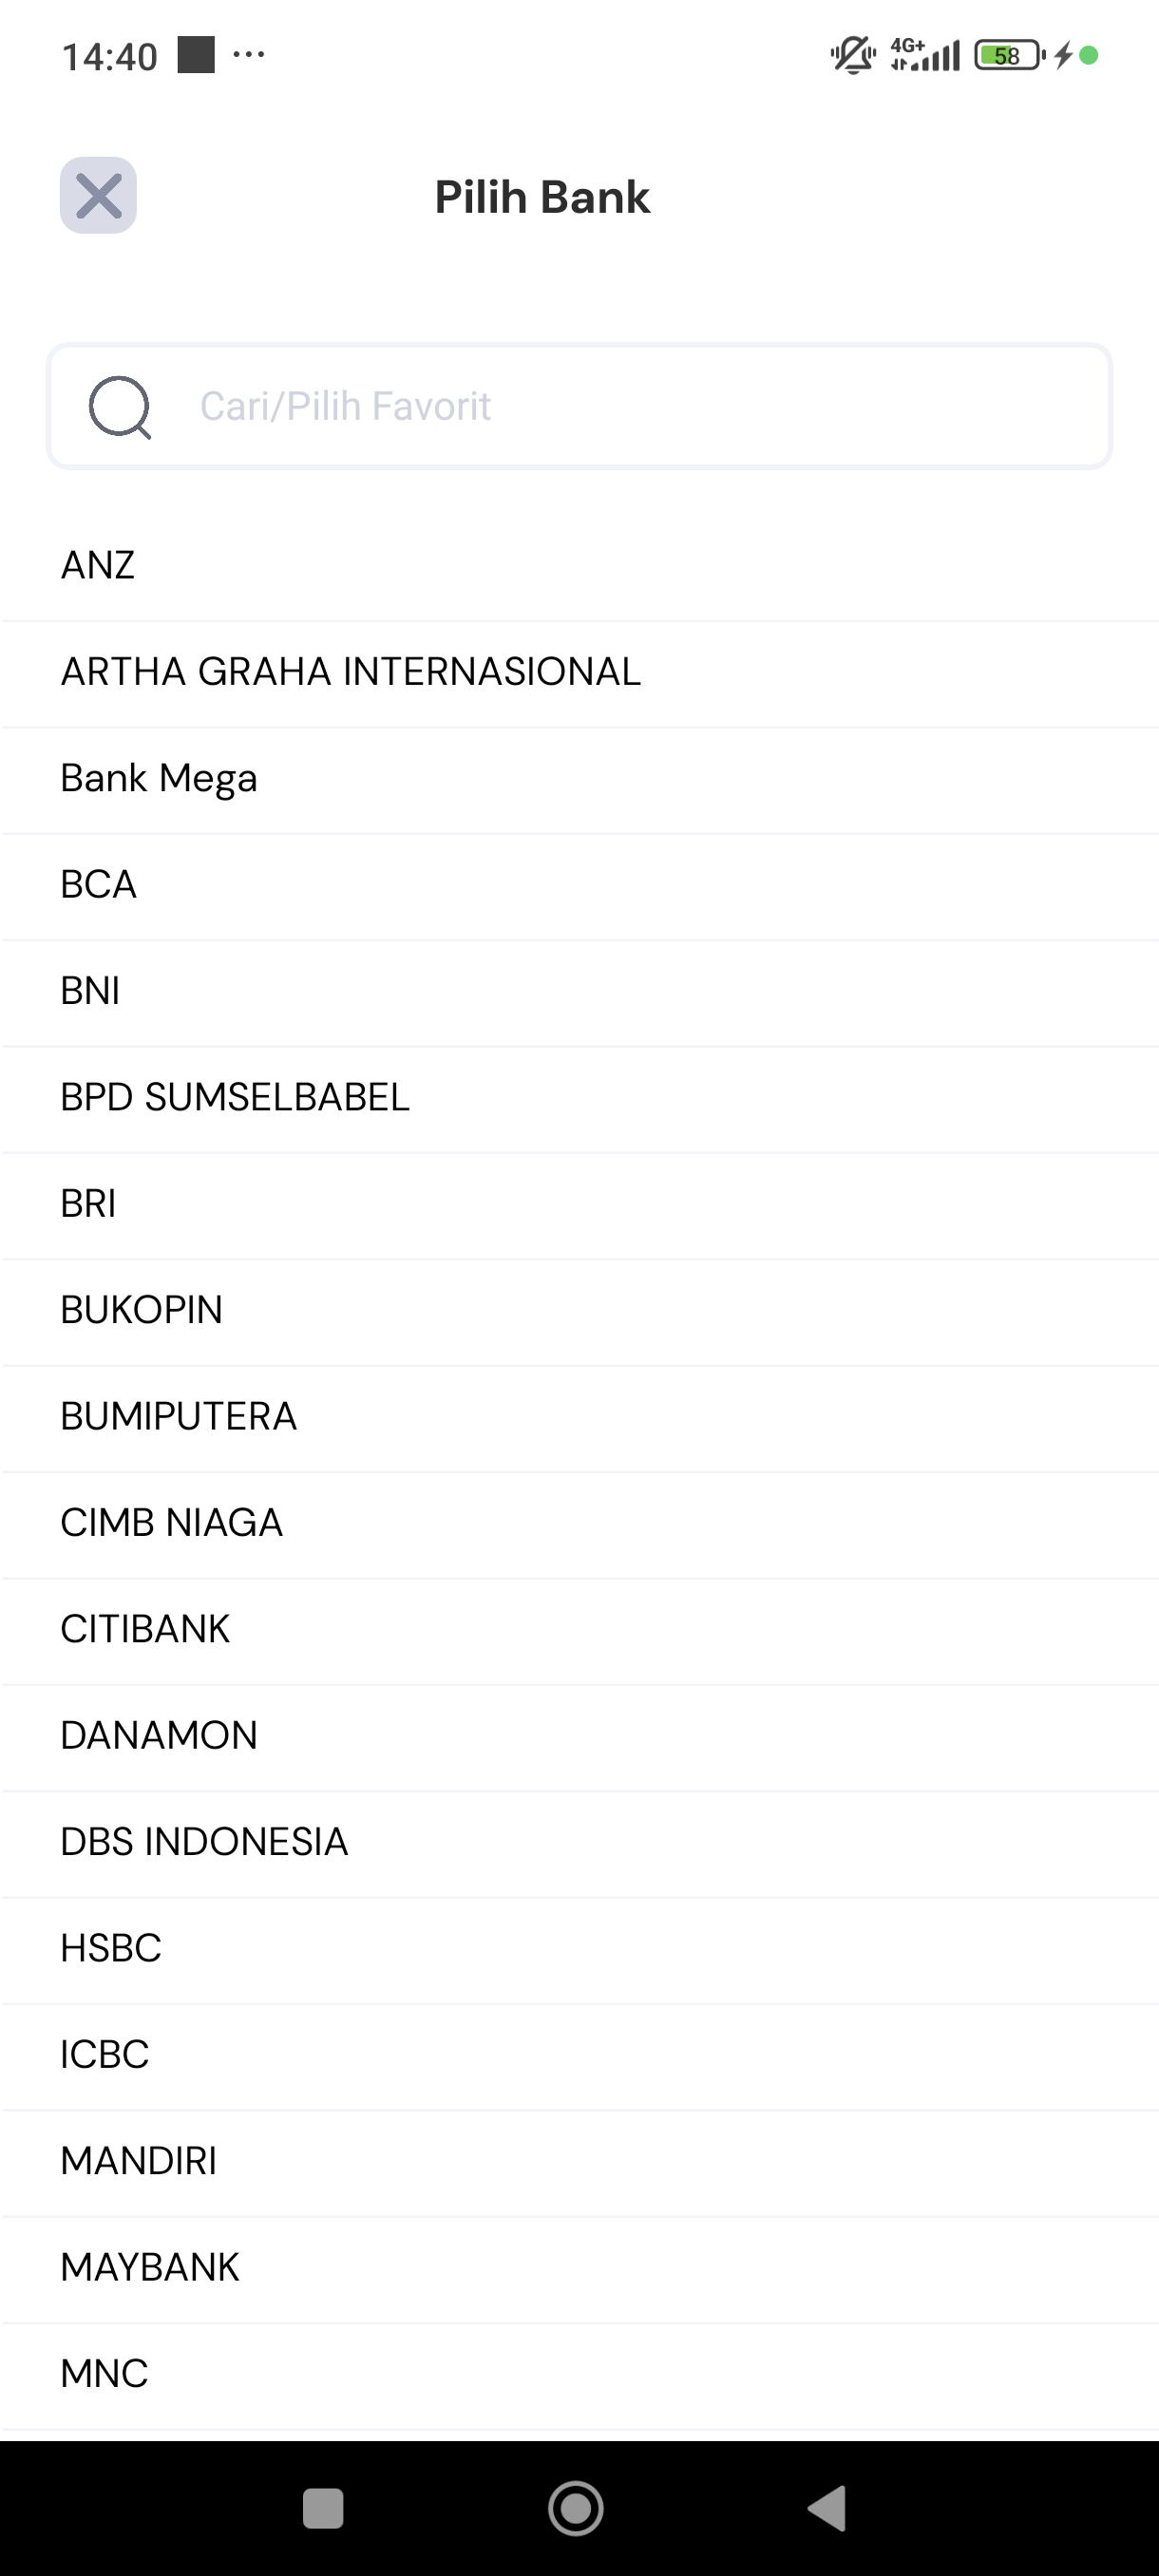 14:40
4G+
58
Pilih Bank
Cari/Pilih Favorit
ANZ
ARTHA GRAHA INTERNASIONAL
Bank Mega
BCA
BNI
BPD SUMSELBABEL
BRI
BUKOPIN
BUMIPUTERA
CIMB NIAGA
CITIBANK
DANAMON
DBS INDONESIA
HSBC
ICBC
MANDIRI
MAYBANK
MNC